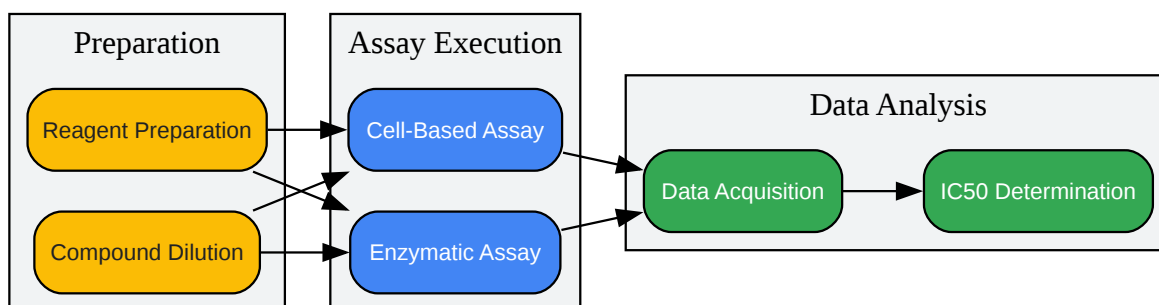 Preparation
Reagent Preparation
Compound Dilution
Assay Execution
Cell-Based Assay
Enzymatic Assay
Data Analysis
Data Acquisition
IC50 Determination